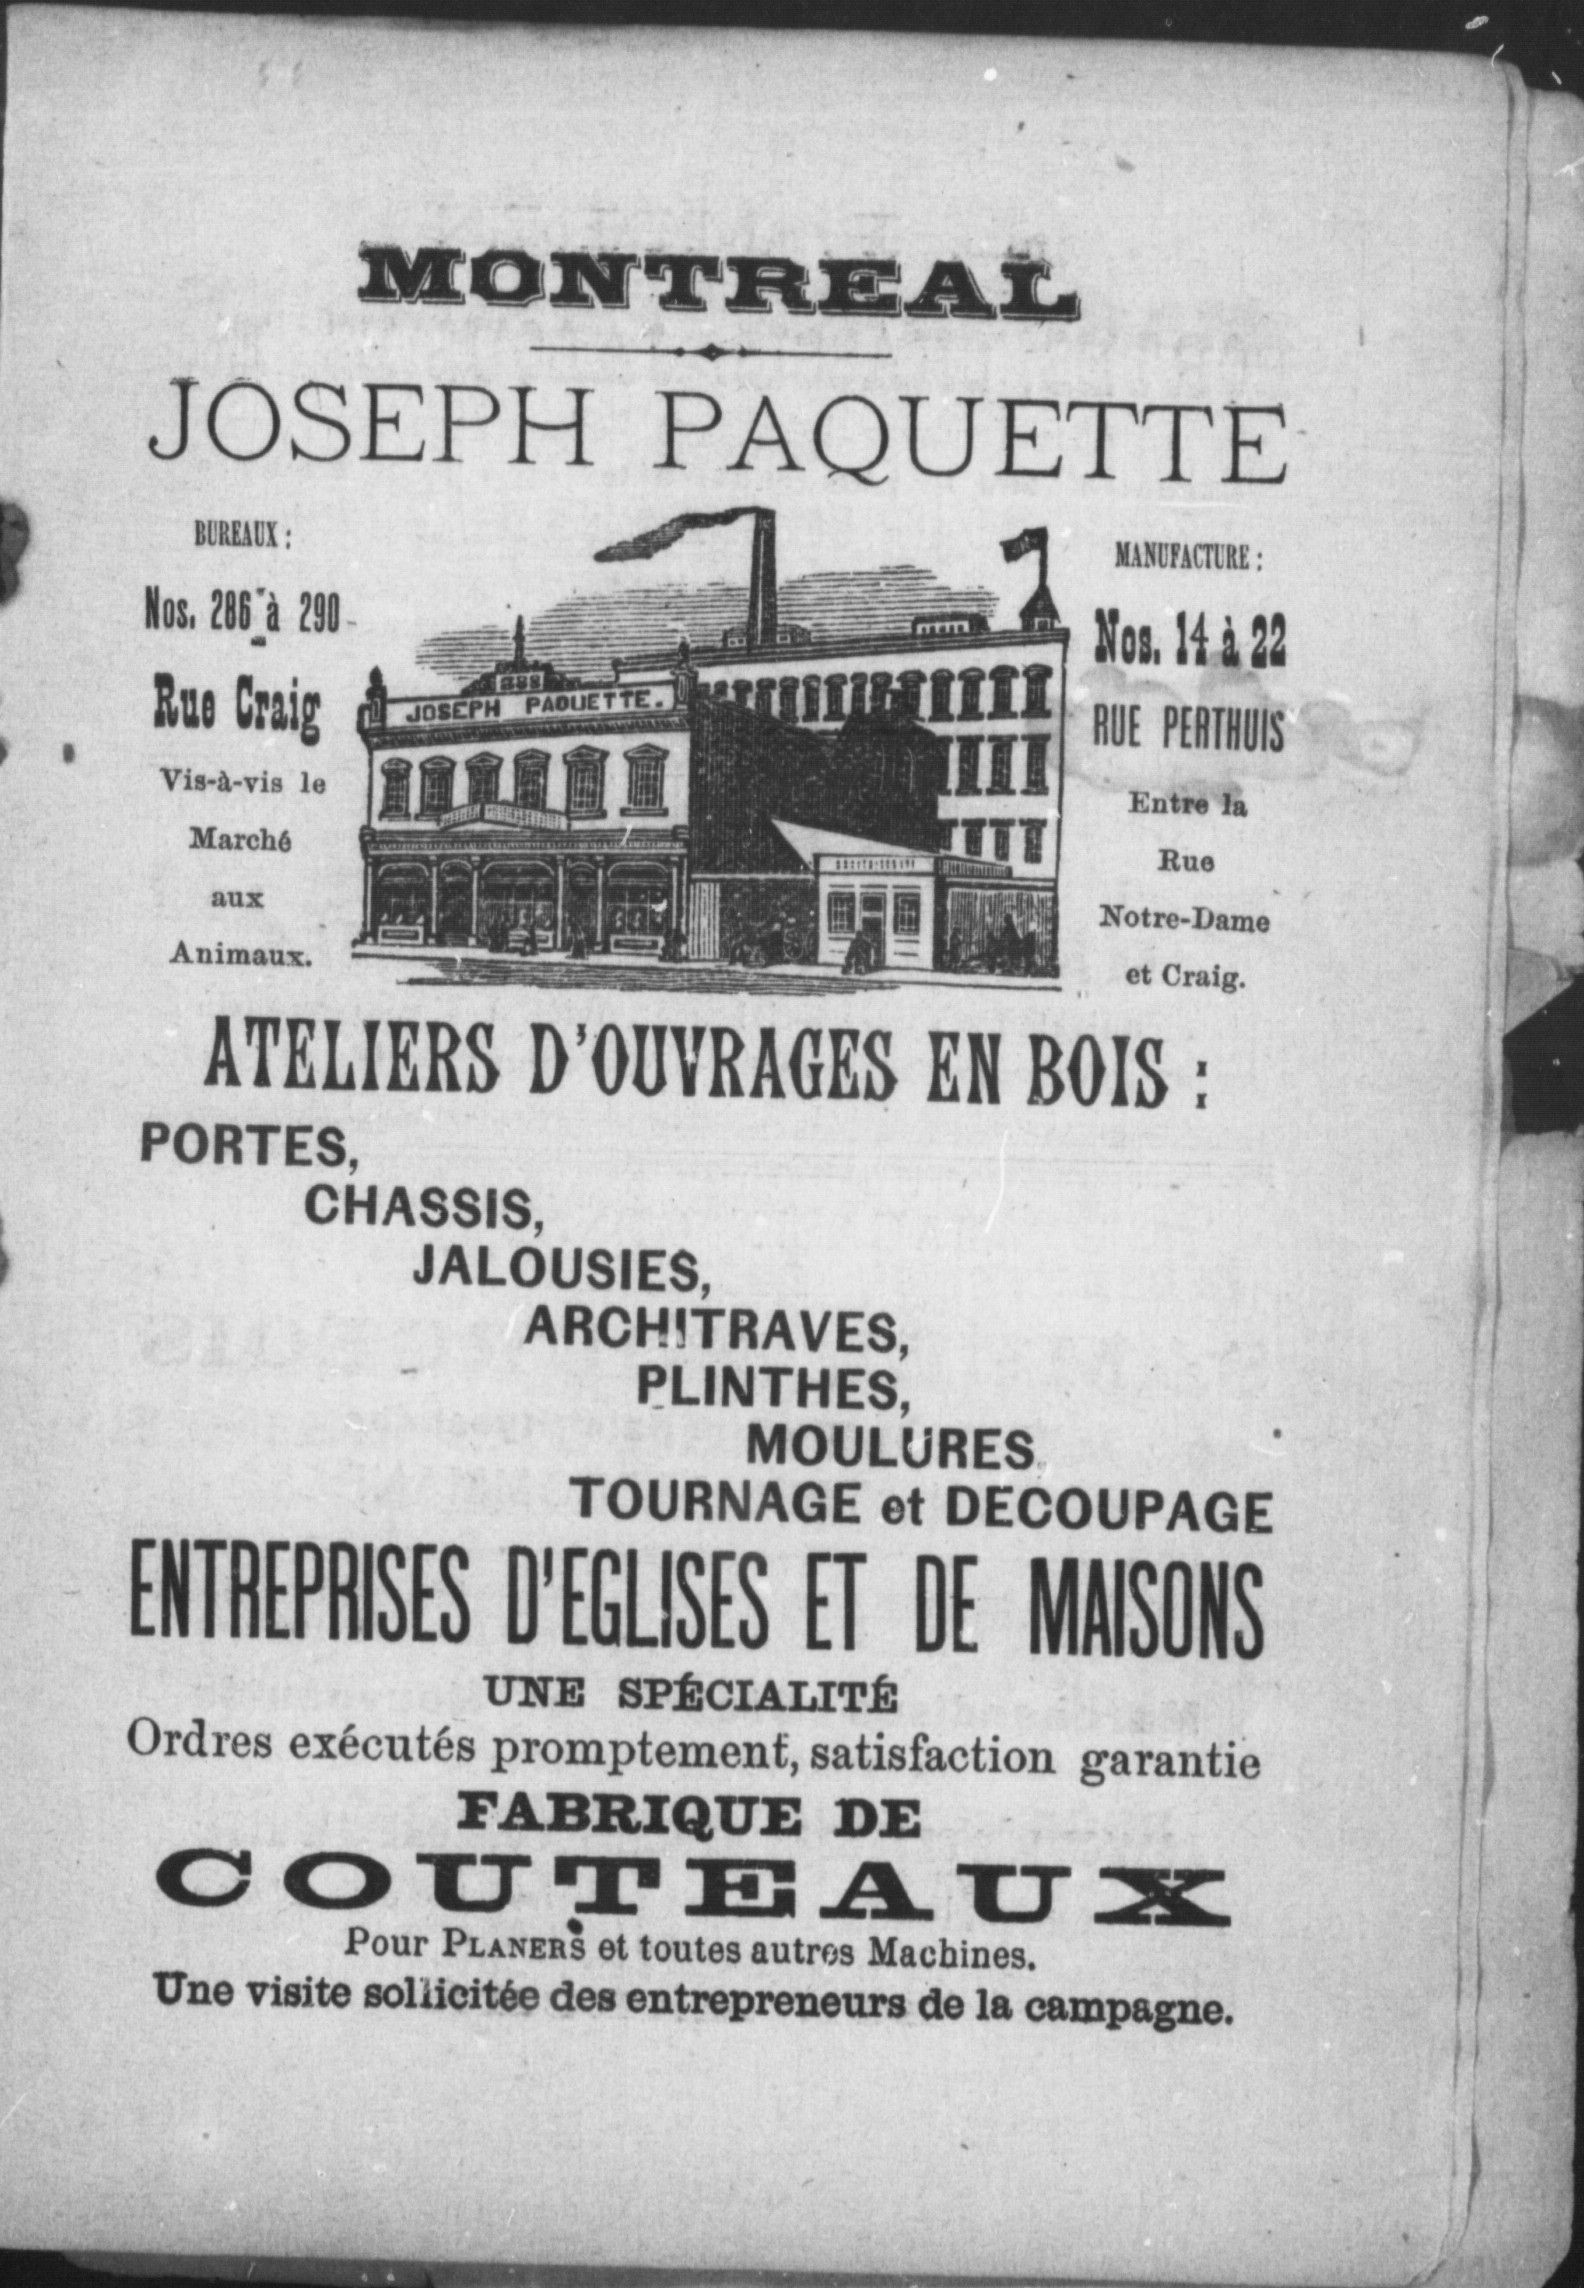 MONTREAL
JOSEPH PAQUETTE
BUREAUX :
Nos. 286 à 290
Rue Craig
Vis-à-vis le
Marché
aux
Animaux.
JOSEPH PAQUETTE.
MANUFACTURE :
Nos. 14 à 22
RUE PERTHUIS
Entre la
Rue
Notre-Dame
et Craig.
ATELIERS D'OUVRAGES EN BOIS :
PORTES,
CHASSIS,
JALOUSIES,
ARCHITRAVES,
PLINTHES,
MOULURES
TOURNAGE et DECOUPAGE
ENTREPRISES D'EGLISES ET DE MAISONS
UNE SPÉCIALITÉ
Ordres exécutés promptement, satisfaction garantie
FABRIQUE DE
COUTEAUX
Pour PLANERS et toutes autres Machines.
Une visite sollicitée des entrepreneurs de la campagne.